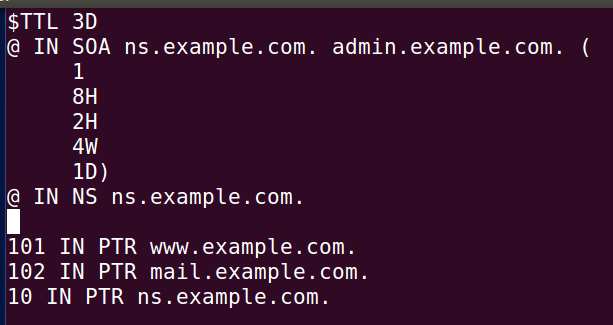 $TTL 3D
@ IN SOA ns.example.com. admin.example.com. (
1
8H
2H
4W
1D)
@ IN NS ns.example.com.
101 IN PTR www.example.com.
102 IN PTR mail.example.com.
10 IN PTR ns.example.com.